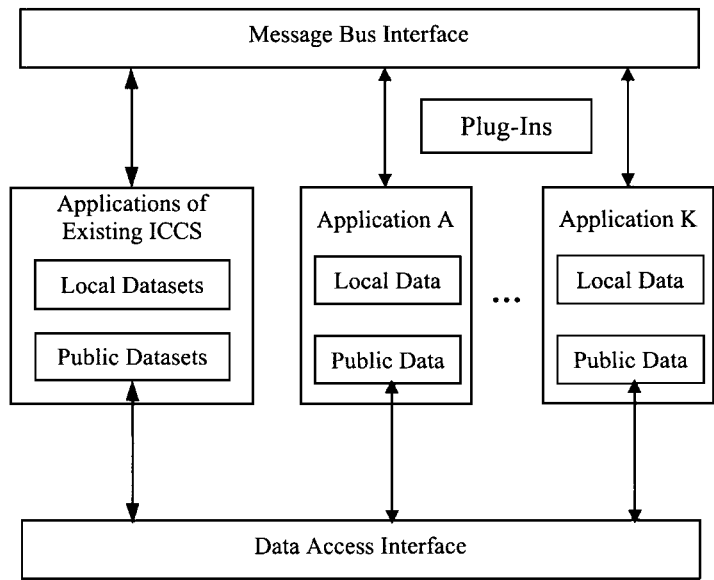 Message Bus Interface
Plug-Ins
Applications of
Existing ICCS
Local Datasets
Public Datasets
Application A
Local Data
Public Data
...
Application K
Local Data
Public Data
Data Access Interface